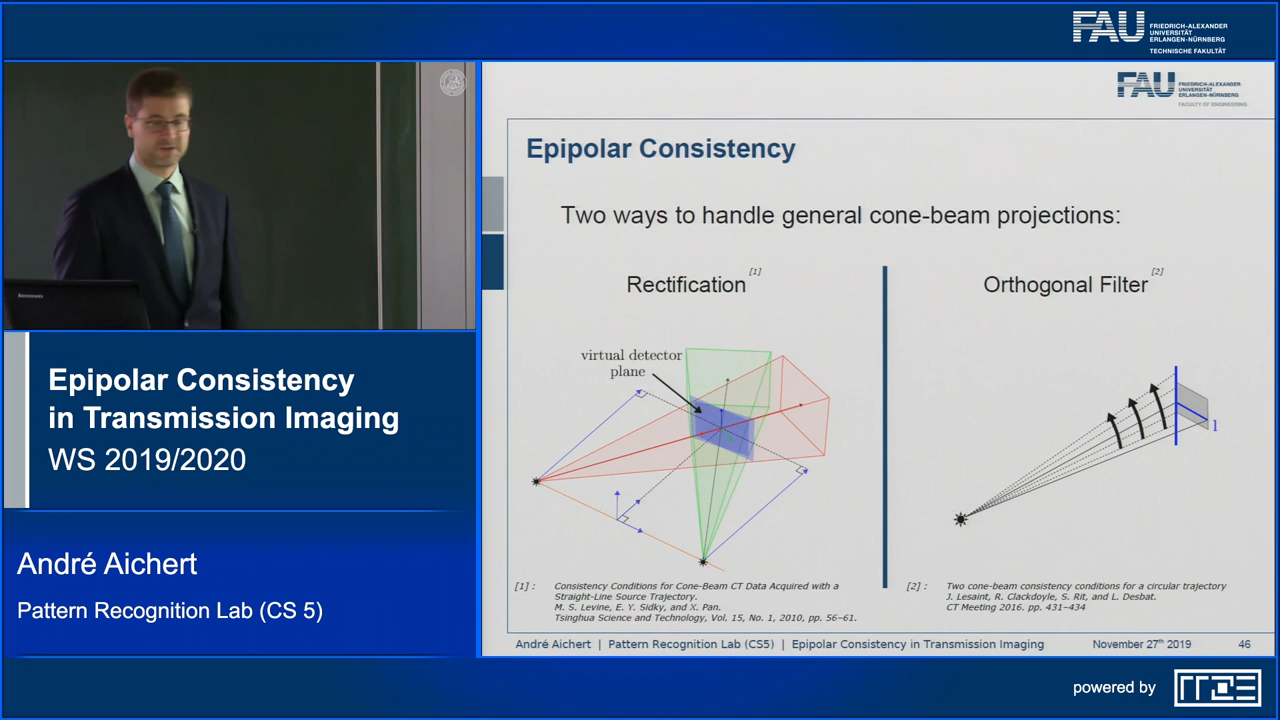 FAU
FRIEDRICH-ALEXANDER
UNIVERSITÄT
ERLANGEN-NÜRNBERG
TECHNISCHE FAKULTÄT
FAU
FRIEDRICH-ALEXANDER
UNIVERSITÄT
ERLANGEN-NÜRNBERG
FACULTY OF ENGINEERING
Epipolar Consistency
Two ways to handle general cone-beam projections:
Rectification [1]
Orthogonal Filter [2]
virtual detector
plane
l
[1] : Consistency Conditions for Cone-Beam CT Data Acquired with a
Straight-Line Source Trajectory.
M. S. Levine, E. Y. Sidky, and X. Pan.
Tsinghua Science and Technology, Vol. 15, No. 1, 2010, pp. 56–61.
[2] : Two cone-beam consistency conditions for a circular trajectory
J. Lesaint, R. Clackdoyle, S. Rit, and L. Desbat.
CT Meeting 2016. pp. 431–434
André Aichert | Pattern Recognition Lab (CS5) | Epipolar Consistency in Transmission Imaging November 27th 2019 46
lenovo
Epipolar Consistency
in Transmission Imaging
WS 2019/2020
André Aichert
Pattern Recognition Lab (CS 5)
powered by